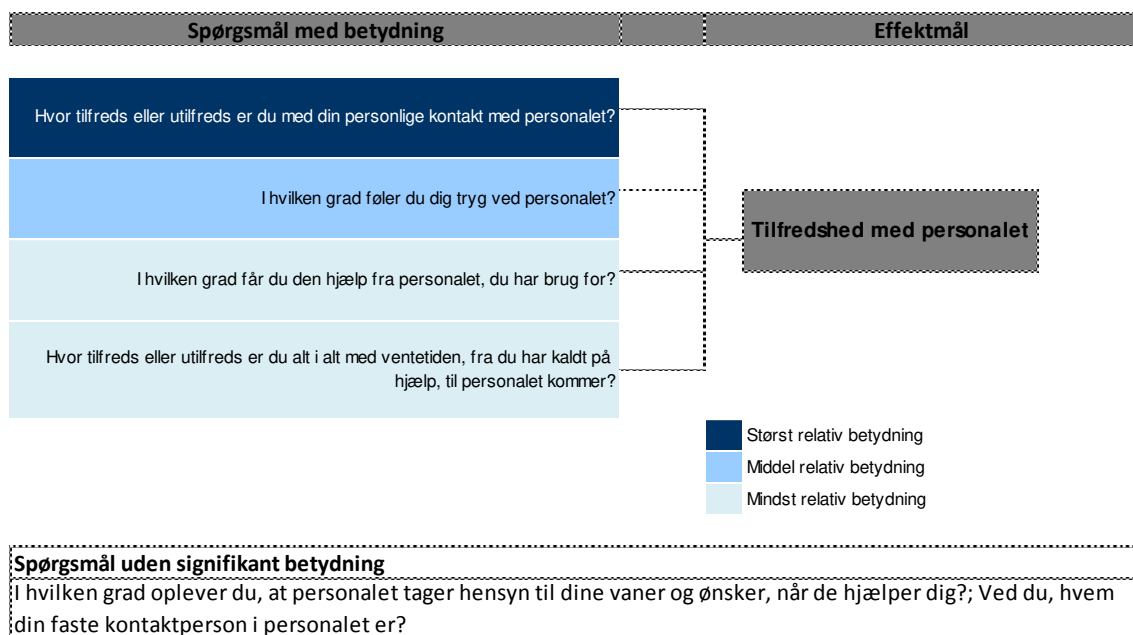 Spørgsmål med betydning
Effektmål
Hvor tilfreds eller utilfreds er du med din personlige kontakt med personalet?
I hvilken grad føler du dig tryg ved personalet?
I hvilken grad får du den hjælp fra personalet, du har brug for?
Hvor tilfreds eller utilfreds er du alt i alt med ventetiden, fra du har kaldt på
hjælp, til personalet kommer?
Tilfredshed med personalet
Størst relativ betydning
Middel relativ betydning
Mindst relativ betydning
Spørgsmål uden signifikant betydning
I hvilken grad oplever du, at personalet tager hensyn til dine vaner og ønsker, når de hjælper dig?; Ved du, hvem
din faste kontaktperson i personalet er?